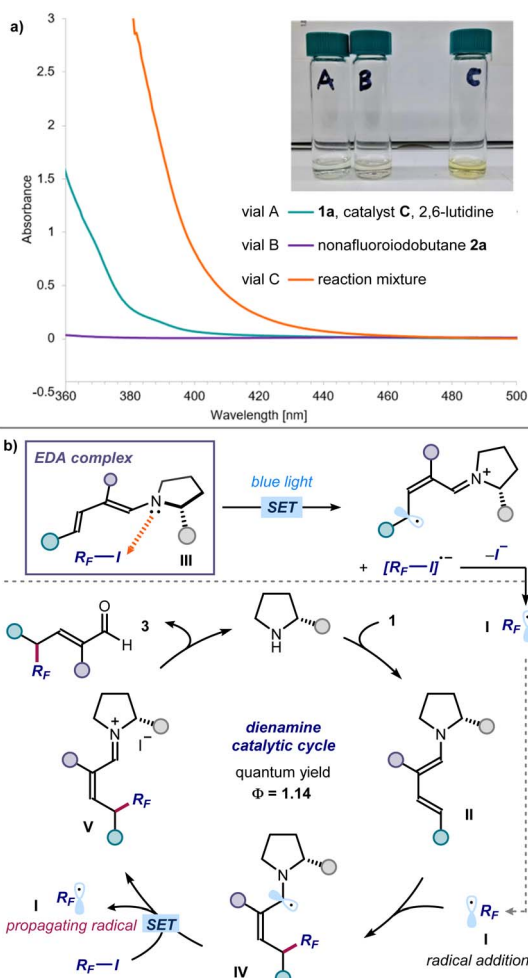 a)
3
2.5
2
1.5
1
0.5
0
-0.5
Absorbance
360
380
400
420
440
460
480
500
Wavelength [nm]
A
B
C
vial A 1a, catalyst C, 2,6-lutidine
vial B nonafluoroiodobutane 2a
vial C reaction mixture
b)
EDA complex
N
RF—I
III
blue light
SET
N+
+ [RF—I]•− –I−
I RF
O
H
3
RF
N
H
1
N+
I−
RF
V
dienamine
catalytic cycle
quantum yield
Φ = 1.14
N
II
I RF
propagating radical
SET
RF—I
N
RF
IV
RF
I
radical addition